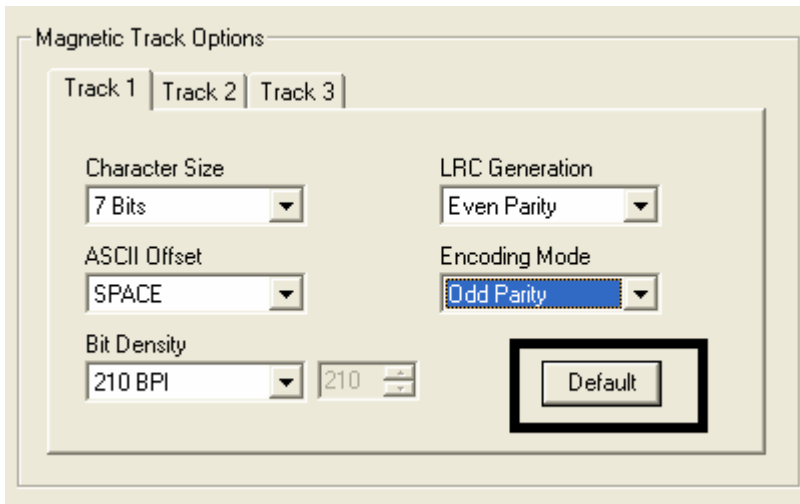 Magnetic Track Options
Track 1 Track 2 Track 3
Character Size LRC Generation
7 Bits Even Parity
ASCII Offset Encoding Mode
SPACE Odd Parity
Bit Density
210 BPI 210 Default